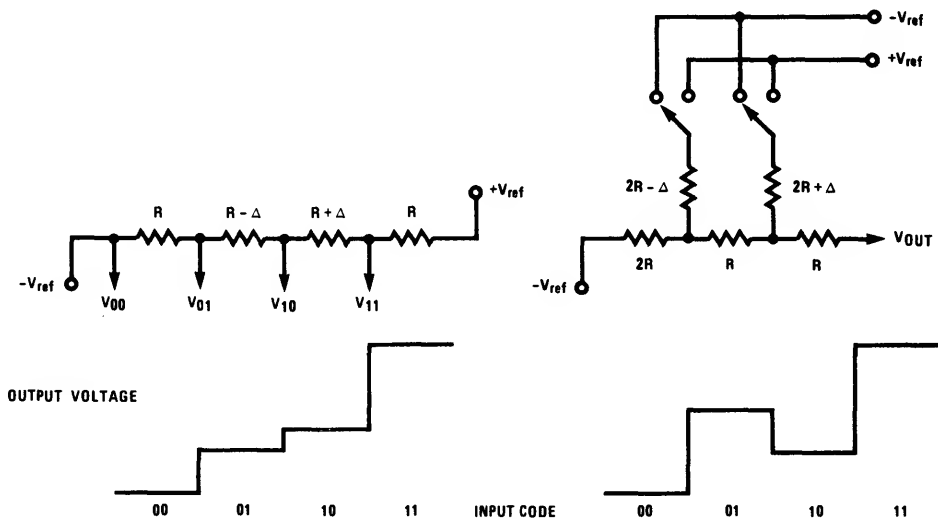 -Vref
+Vref
2R - Δ
2R + Δ
+Vref
R
R - Δ
R + Δ
R
VOUT
2R
R
R
-Vref
-Vref
V00
V01
V10
V11
OUTPUT VOLTAGE
00
01
10
11
INPUT CODE
00
01
10
11